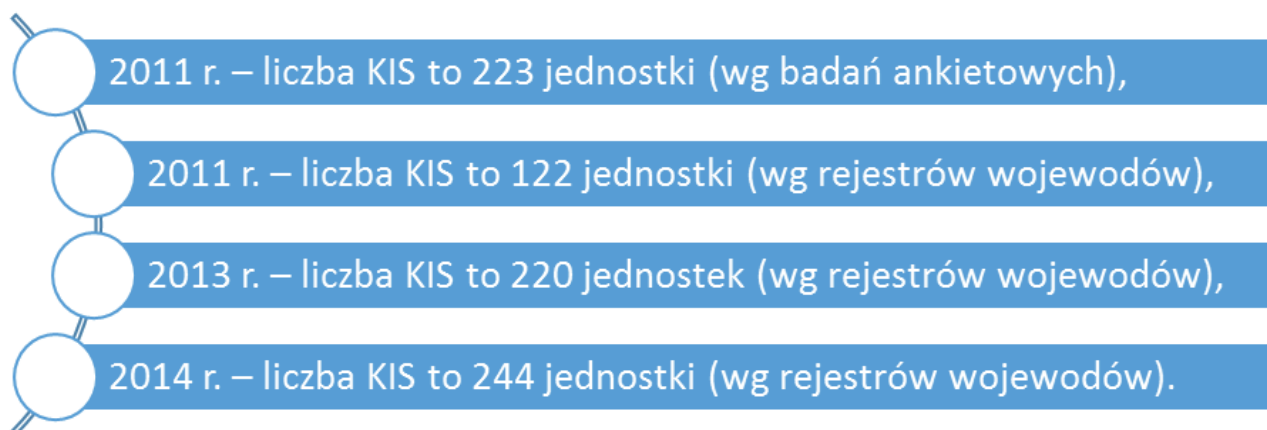 2011 r. – liczba KIS to 223 jednostki (wg badań ankietowych),
2011 r. – liczba KIS to 122 jednostki (wg rejestrów wojewodów),
2013 r. – liczba KIS to 220 jednostek (wg rejestrów wojewodów),
2014 r. – liczba KIS to 244 jednostki (wg rejestrów wojewodów).